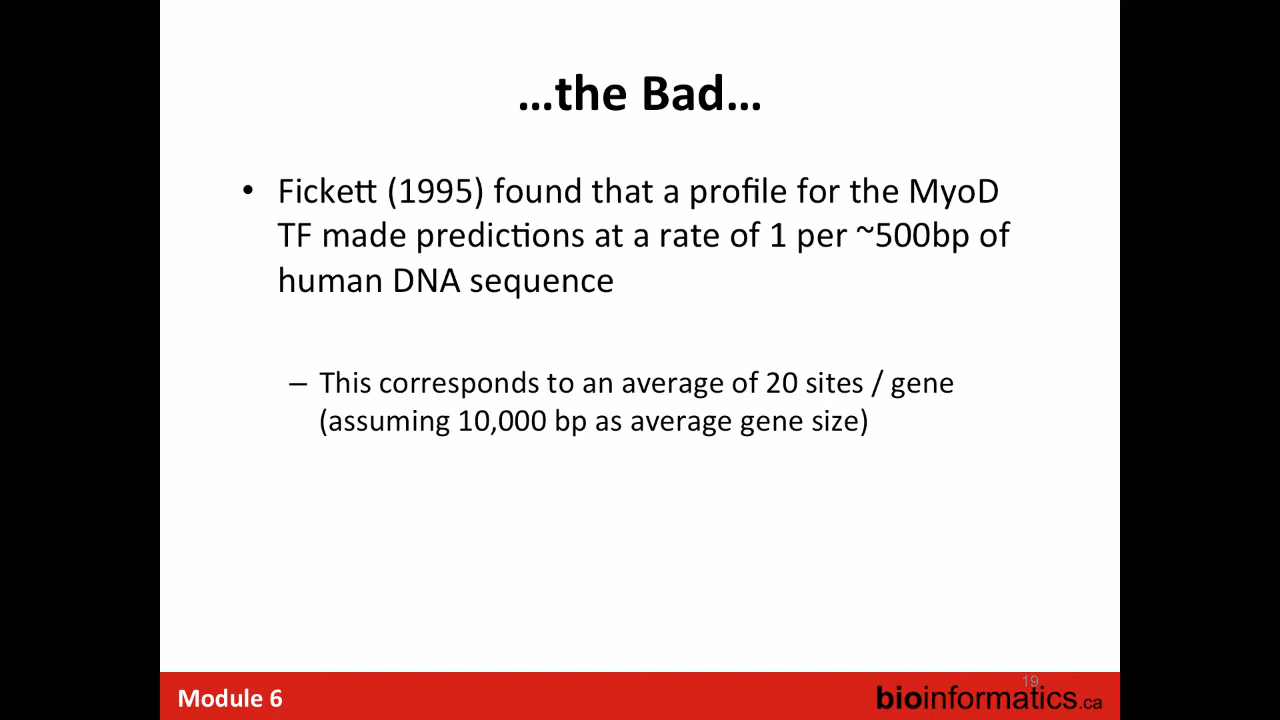 …the Bad…
• Fickett (1995) found that a profile for the MyoD
TF made predictions at a rate of 1 per ~500bp of
human DNA sequence
– This corresponds to an average of 20 sites / gene
(assuming 10,000 bp as average gene size)
Module 6
19
bioinformatics.ca